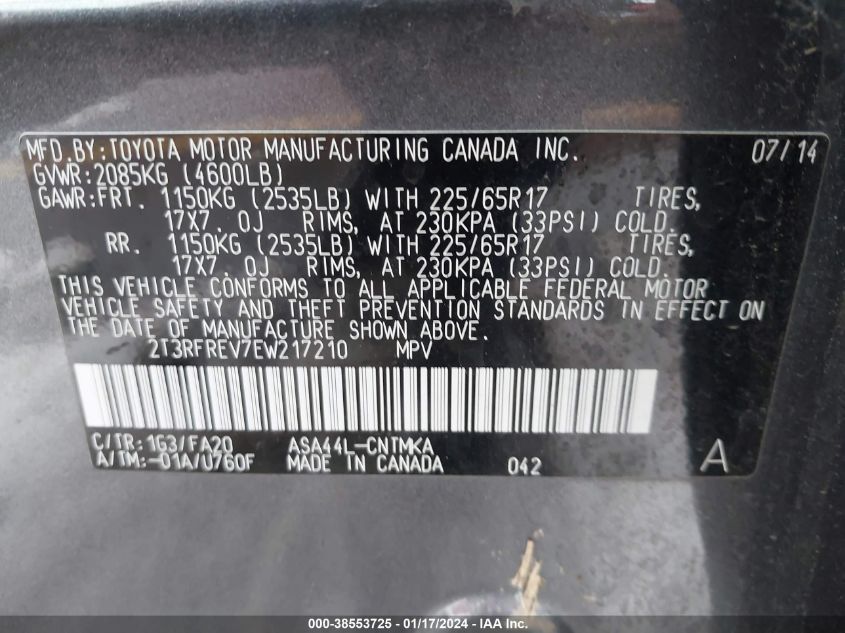 MFD.BY:TOYOTA MOTOR MANUFACTURING CANADA INC. 07/14
GVWR:2085KG (4600LB)
GAWR:FRT. 1150KG (2535LB) WITH 225/65R17 TIRES,
17X7. 0J RIMS, AT 230KPA (33PSI) COLD.
RR. 1150KG (2535LB) WITH 225/65R17 TIRES,
17X7. 0J RIMS, AT 230KPA (33PSI) COLD.
THIS VEHICLE CONFORMS TO ALL APPLICABLE FEDERAL MOTOR
VEHICLE SAFETY AND THEFT PREVENTION STANDARDS IN EFFECT ON
THE DATE OF MANUFACTURE SHOWN ABOVE.
2T3RFREV7EW217210 MPV
C/TR:1G3/FA20 ASA44L-CNTMKA
A/TM:-01A/U760F MADE IN CANADA 042 A
000-38553725 - 01/17/2024 - IAA Inc.